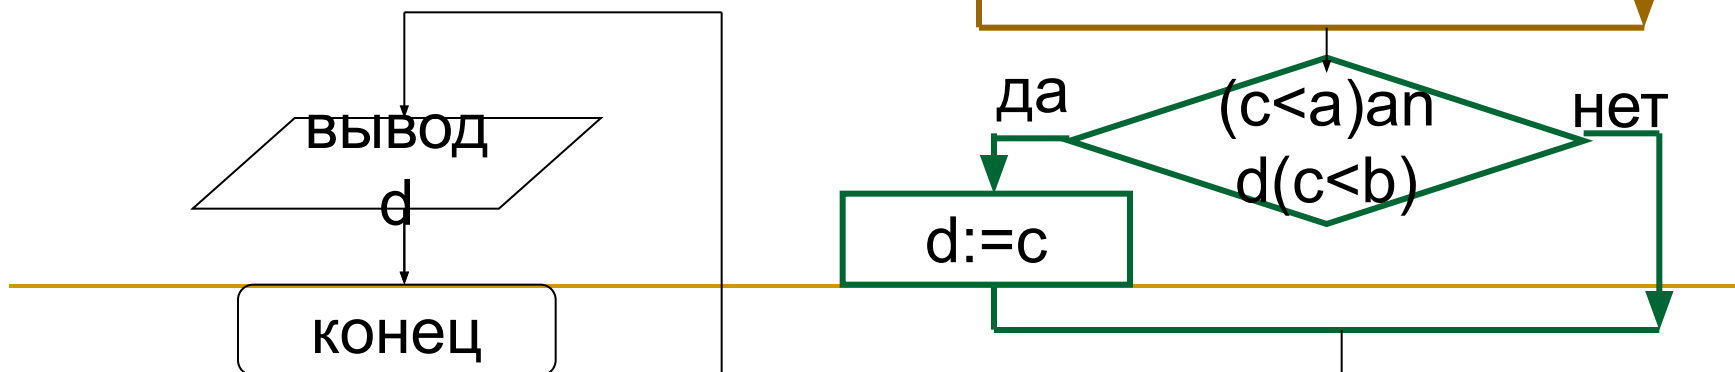 вывод
d
конец
да
(c<a)an
d(c<b)
нет
d:=c